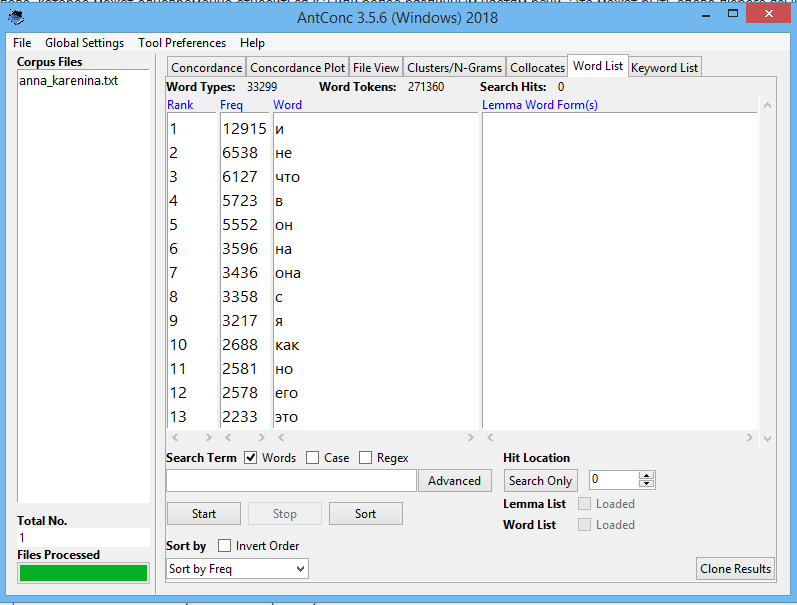 AntConc 3.5.6 (Windows) 2018
File Global Settings Tool Preferences Help
Corpus Files
anna_karenina.txt
Concordance Concordance Plot File View Clusters/N-Grams Collocates Word List Keyword List
Word Types: 33299 Word Tokens: 271360 Search Hits: 0
Rank Freq Word Lemma Word Form(s)
1 12915 и
2 6538 не
3 6127 что
4 5723 в
5 5552 он
6 3596 на
7 3436 она
8 3358 с
9 3217 я
10 2688 как
11 2581 но
12 2578 его
13 2233 это
Search Term Words Case Regex Hit Location
Advanced Search Only 0
Lemma List Loaded
Start Stop Sort
Word List Loaded
Total No.
1
Files Processed
Sort by Invert Order
Sort by Freq Clone Results